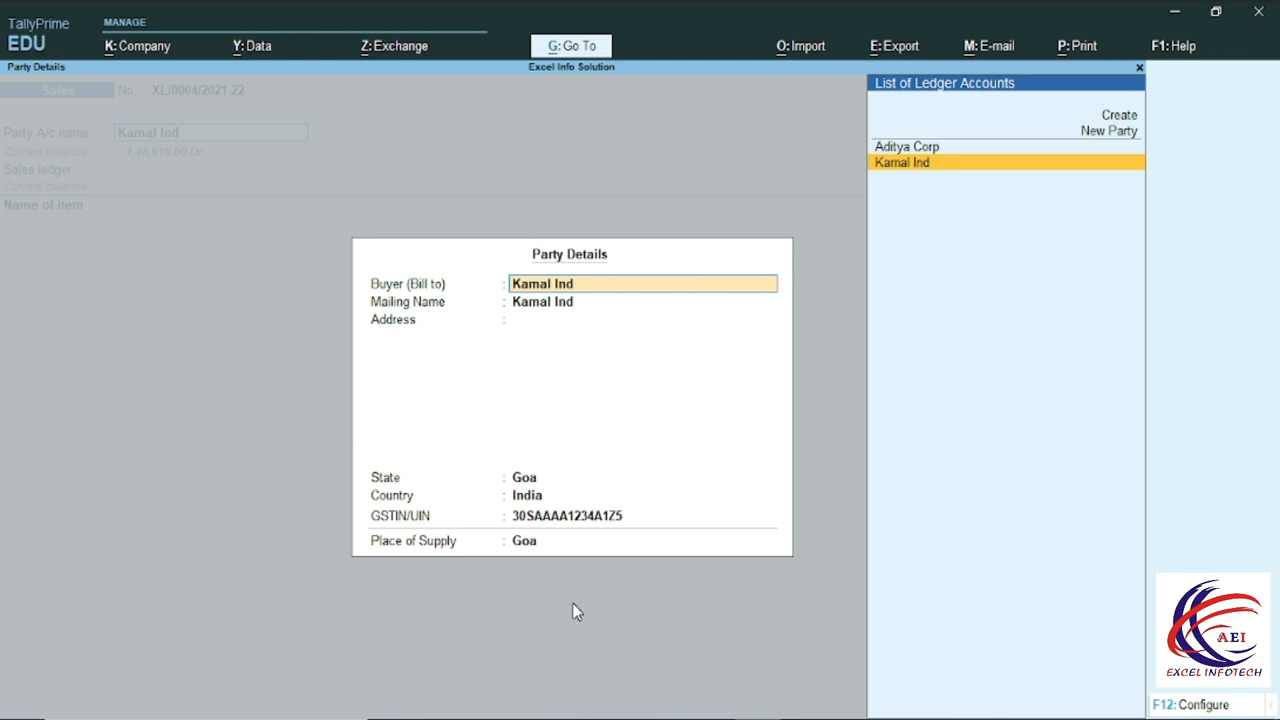 TallyPrime
EDU
MANAGE
K: Company
Y: Data
Z: Exchange
G: Go To
O: Import
E: Export
M: E-mail
P: Print
F1: Help
Party Details
Excel Info Solution
x
Sales No. XL/0004/2021-22
Party A/c name Kamal Ind
Current balance 1,46,910.00 Dr
Sales ledger
Current balance
Name of Item
Party Details
Buyer (Bill to) : Kamal Ind
Mailing Name : Kamal Ind
Address :
State : Goa
Country : India
GSTIN/UIN : 30SAAAA1234A1Z5
Place of Supply : Goa
List of Ledger Accounts
Create
New Party
Aditya Corp
Kamal Ind
AEI
EXCEL INFOTECH
F12: Configure